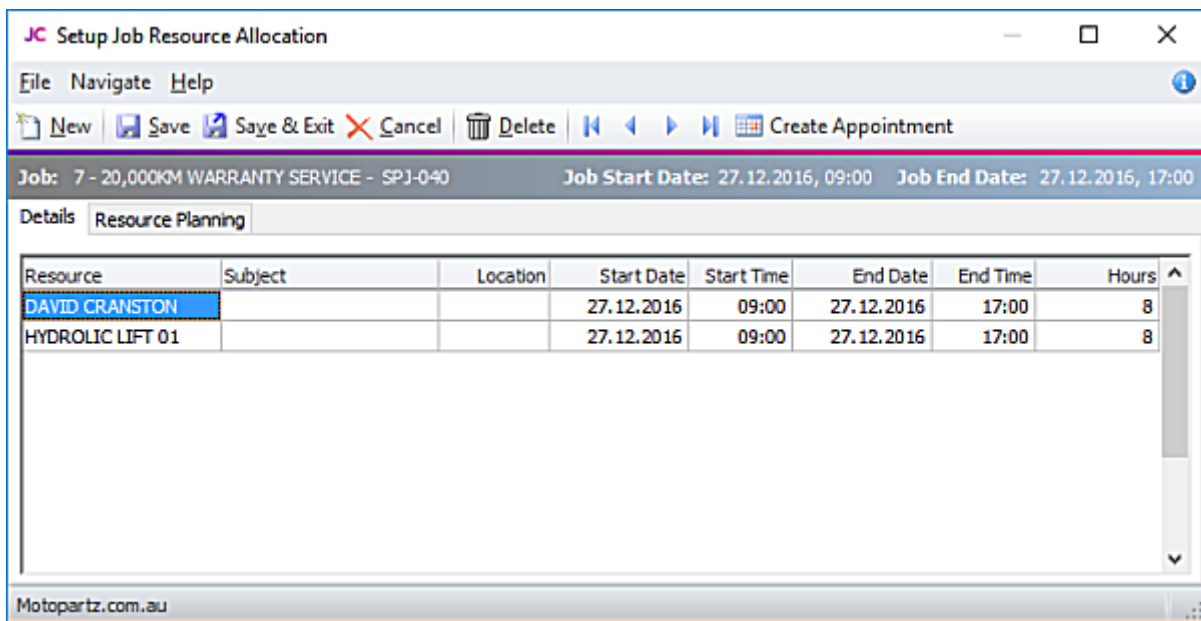 JC Setup Job Resource Allocation
File Navigate Help
New Save Save & Exit Cancel Delete Create Appointment
Job: 7 - 20,000KM WARRANTY SERVICE - SPJ-040 Job Start Date: 27.12.2016, 09:00 Job End Date: 27.12.2016, 17:00
Details Resource Planning
Resource Subject Location Start Date Start Time End Date End Time Hours
DAVID CRANSTON 27.12.2016 09:00 27.12.2016 17:00 8
HYDROLIC LIFT 01 27.12.2016 09:00 27.12.2016 17:00 8
Motopartz.com.au